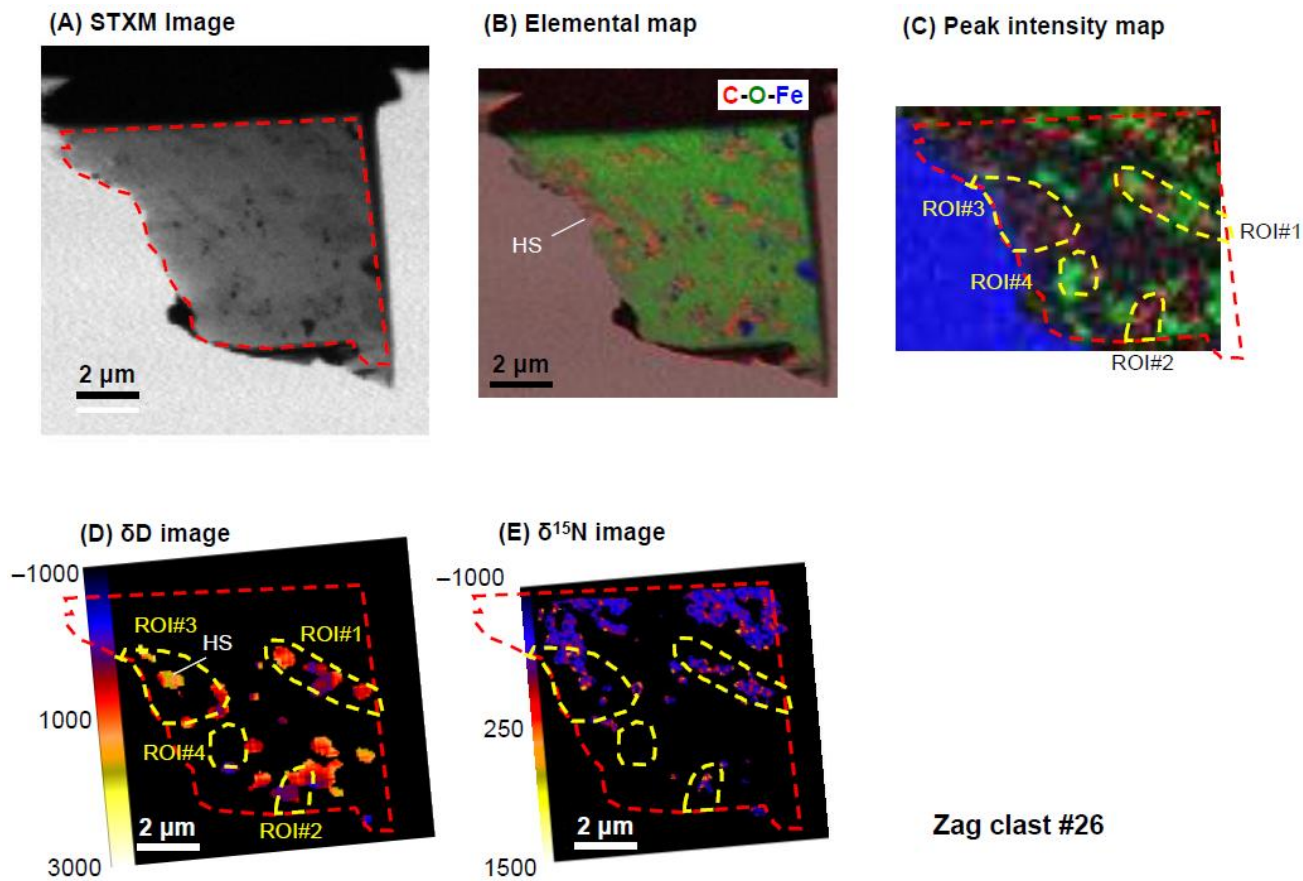 (A) STXM Image
(B) Elemental map
(C) Peak intensity map
C-O-Fe
HS
2 µm
2 µm
ROI#3
ROI#1
ROI#4
ROI#2
(D) δD image
(E) δ¹⁵N image
–1000
1000
3000
ROI#3
HS
ROI#1
ROI#4
ROI#2
2 µm
–1000
250
1500
2 µm
Zag clast #26